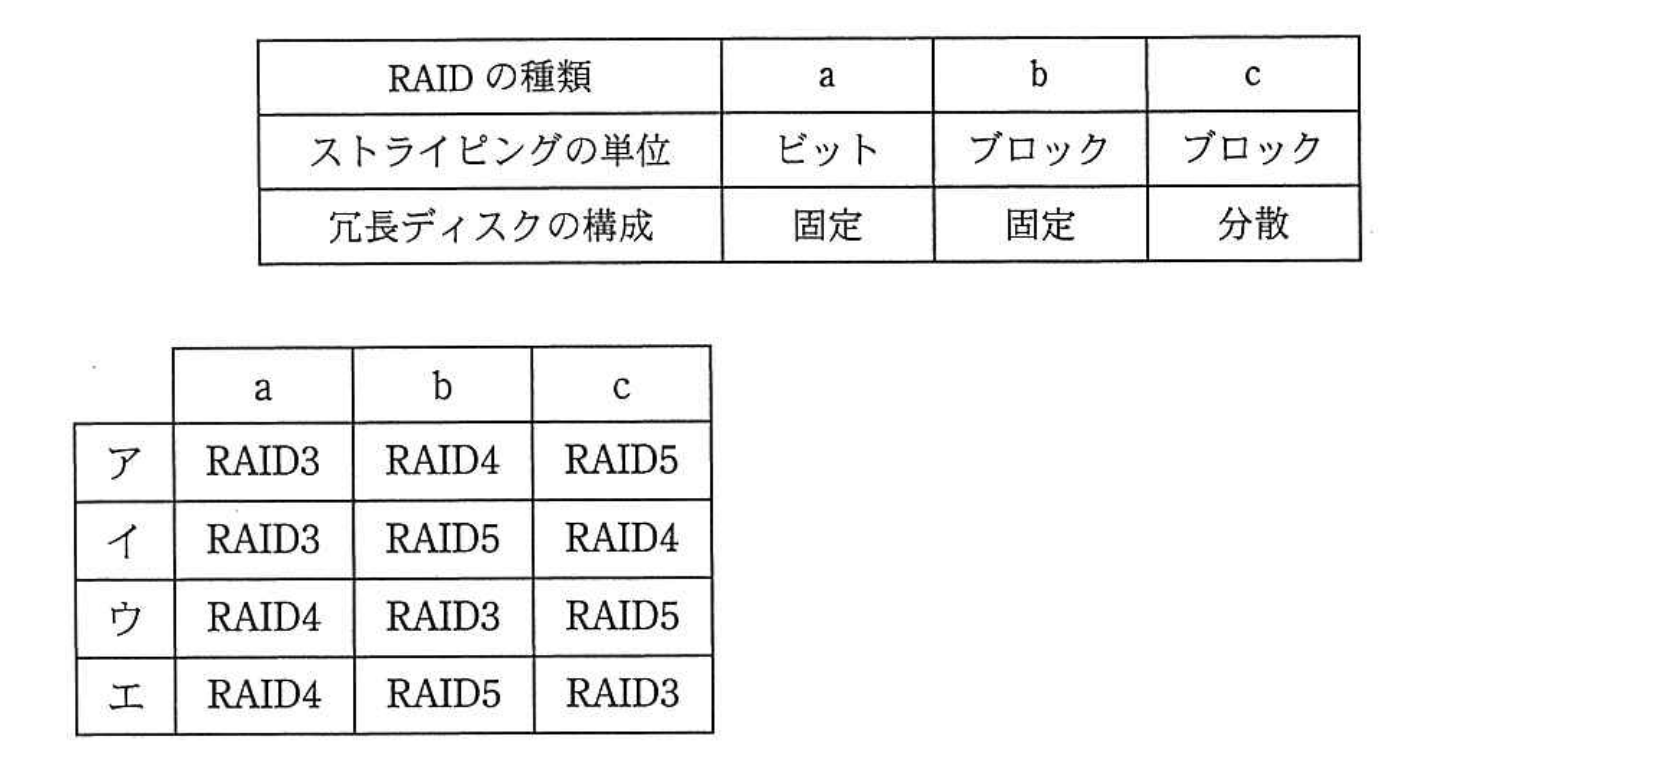 RAID の種類 a b c
ストライピングの単位 ビット ブロック ブロック
冗長ディスクの構成 固定 固定 分散
a b c
ア RAID3 RAID4 RAID5
イ RAID3 RAID5 RAID4
ウ RAID4 RAID3 RAID5
エ RAID4 RAID5 RAID3